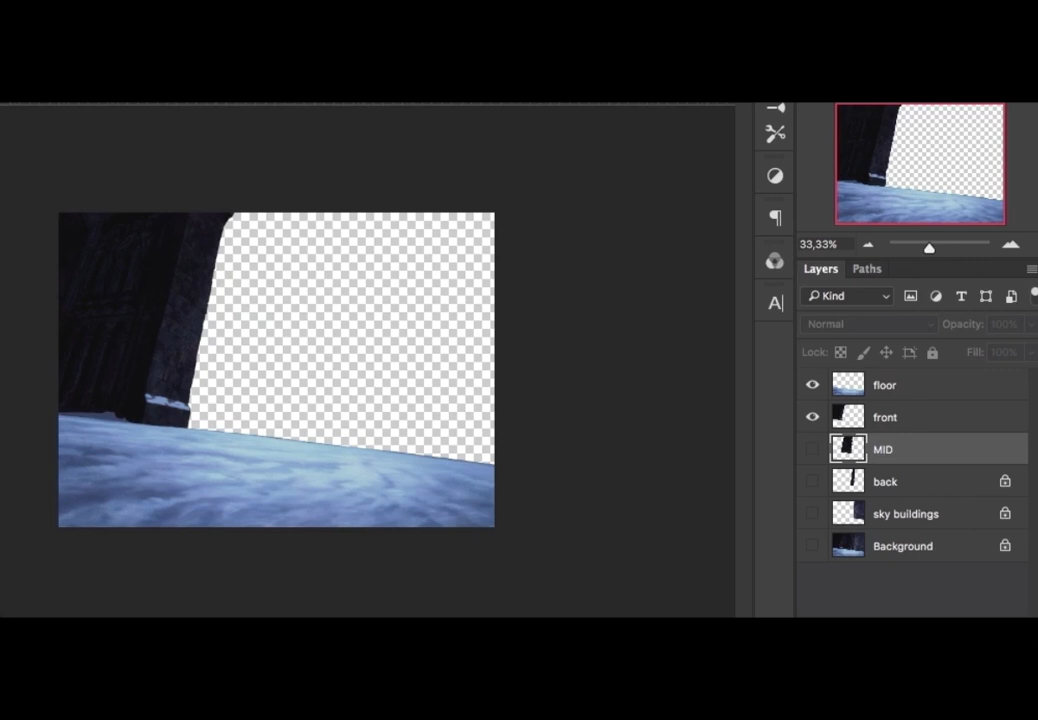 33,33%
Layers Paths
Kind
T
Normal Opacity: 100%
Lock: Fill: 100%
¶
A|
floor
front
MID
back
sky buildings
Background